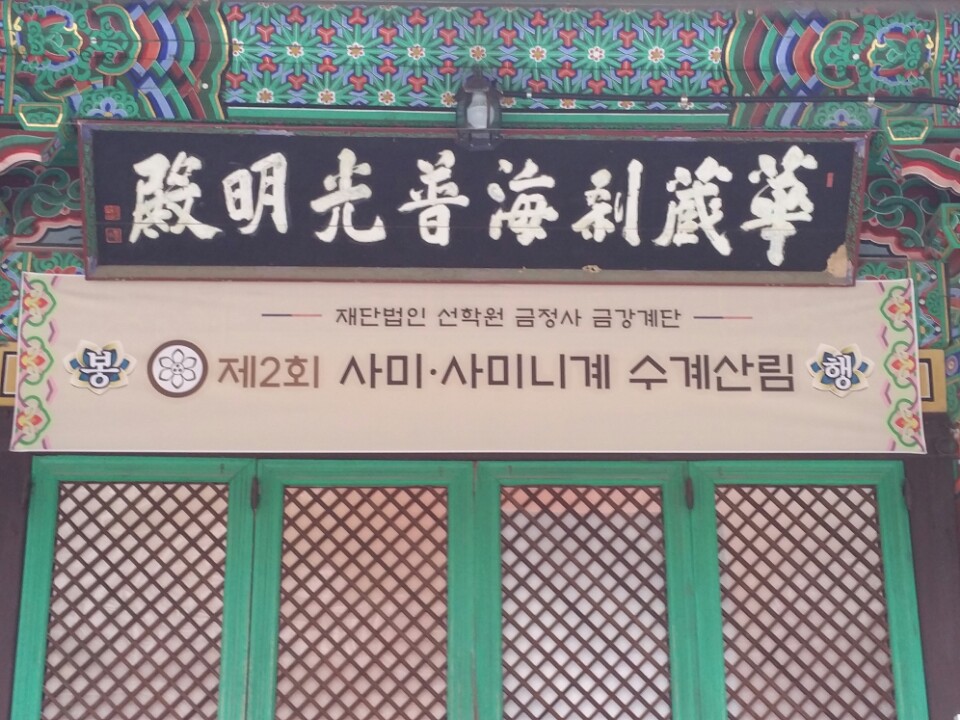 華藏刹海普光明殿
재단법인 선학원 금정사 금강계단
봉 제2회 사미·사미니계 수계산림 행